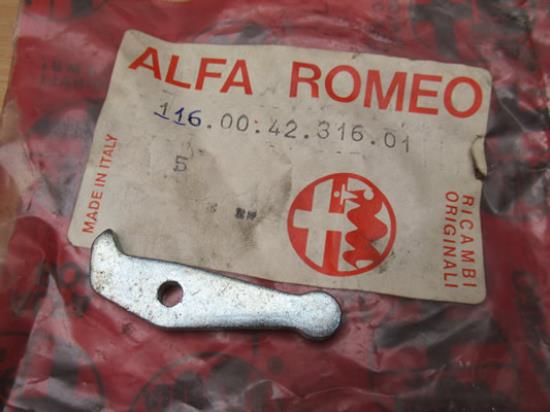 ALFA ROMEO
116.00.42.316.01
5
MADE IN ITALY
RICAMBI
ORIGINALI